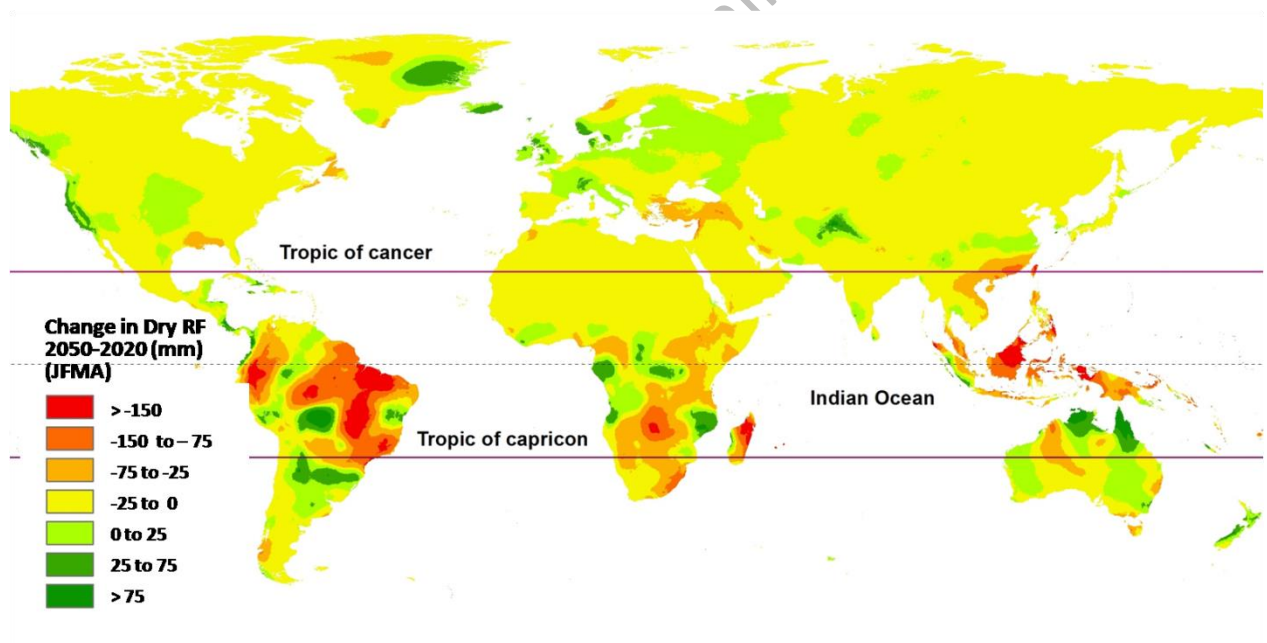 Tropic of cancer
Change in Dry RF
2050-2020 (mm)
(JFMA)
> -150
-150 to – 75
-75 to -25
-25 to 0
0 to 25
25 to 75
> 75
Indian Ocean
Tropic of capricon